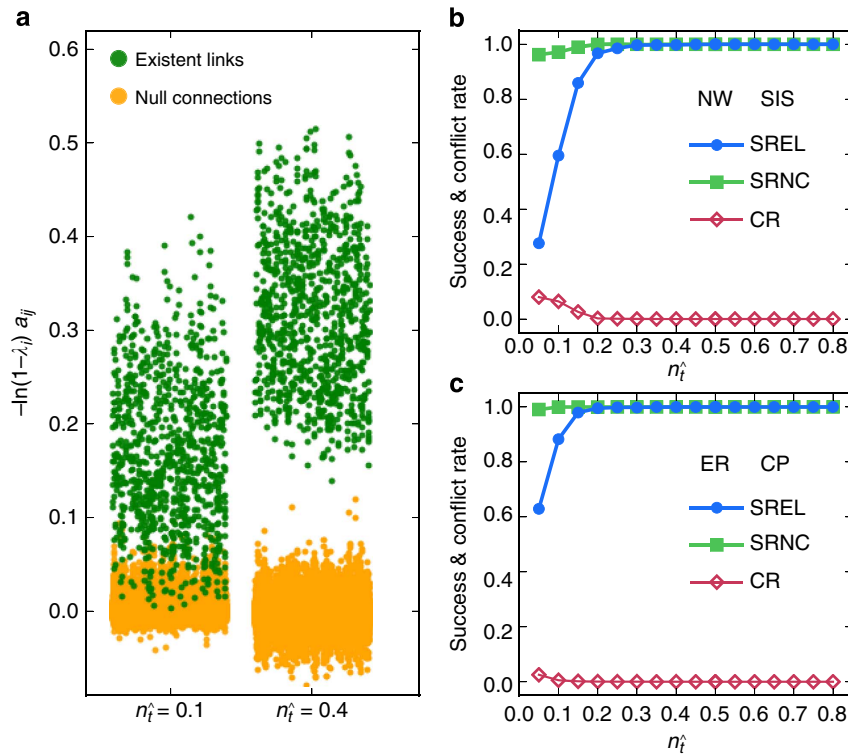 a
0.6
0.5
0.4
0.3
0.2
0.1
0.0
−ln(1−λi) aij
Existent links
Null connections
nt̂ = 0.1
nt̂ = 0.4
b
1.0
0.8
0.6
0.4
0.2
0.0
Success & conflict rate
NW SIS
SREL
SRNC
CR
0.0 0.1 0.2 0.3 0.4 0.5 0.6 0.7 0.8
nt̂
c
1.0
0.8
0.6
0.4
0.2
0.0
Success & conflict rate
ER CP
SREL
SRNC
CR
0.0 0.1 0.2 0.3 0.4 0.5 0.6 0.7 0.8
nt̂